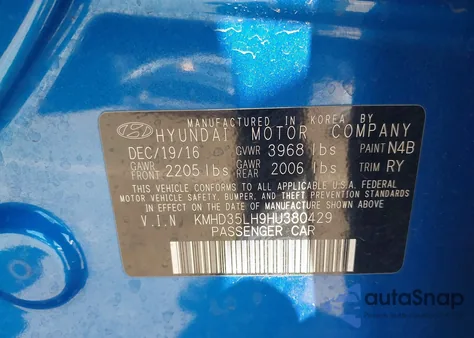 MANUFACTURED IN KOREA BY
HYUNDAI MOTOR COMPANY
DEC/19/16 GVWR 3968 lbs PAINT N4B
GAWR FRONT 2205 lbs GAWR REAR 2006 lbs TRIM RY
THIS VEHICLE CONFORMS TO ALL APPLICABLE U.S.A. FEDERAL
MOTOR VEHICLE SAFETY, BUMPER, AND THEFT PREVENTION STANDARDS
IN EFFECT ON THE DATE OF MANUFACTURE SHOWN ABOVE.
V.I.N KMHD35LH9HU380429
PASSENGER CAR
autoSnap